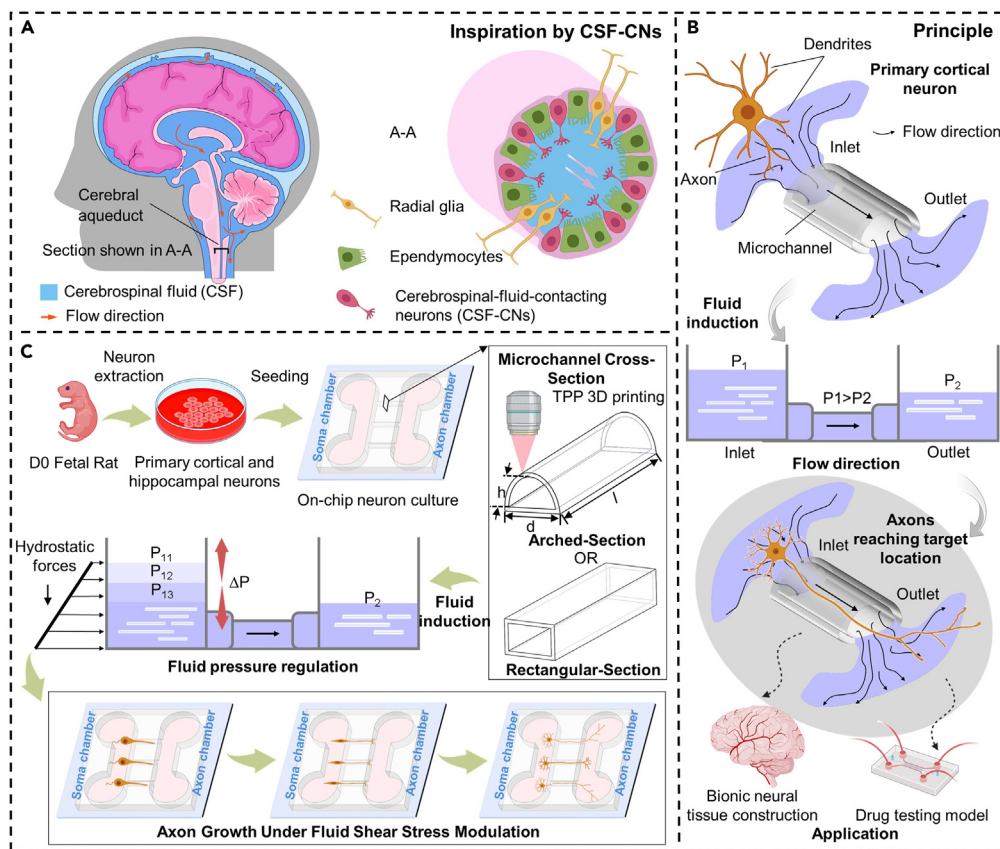 A
Inspiration by CSF-CNs
Cerebral
aqueduct
Section shown in A-A
Cerebrospinal fluid (CSF)
Flow direction
A-A
Radial glia
Ependymocytes
Cerebrospinal-fluid-contacting
neurons (CSF-CNs)
B
Principle
Dendrites
Primary cortical
neuron
Flow direction
Inlet
Axon
Outlet
Microchannel
Fluid
induction
P1
P1>P2
P2
Inlet
Outlet
Flow direction
Axons
reaching target
location
Inlet
Outlet
Bionic neural
tissue construction
Drug testing model
Application
C
Neuron
extraction
Seeding
D0 Fetal Rat
Primary cortical and
hippocampal neurons
Soma chamber
Axon chamber
On-chip neuron culture
Microchannel Cross-
Section
TPP 3D printing
h
d
l
Arched-Section
OR
Rectangular-Section
Hydrostatic
forces
P11
P12
P13
ΔP
P2
Fluid
induction
Fluid pressure regulation
Soma chamber
Axon chamber
Soma chamber
Axon chamber
Soma chamber
Axon chamber
Axon Growth Under Fluid Shear Stress Modulation